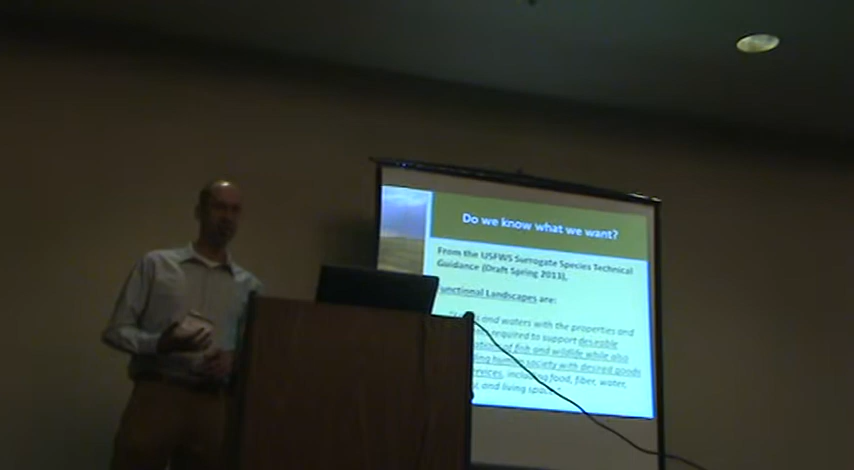 Do we know what we want?
From the USFWS Surrogate Species Technical
Guidance (Draft Spring 2013),
unctional Landscapes are:
and waters with the properties and
required to support deseable
of fish and wildlife while also
human society with desired goods
including food, fiber, water,
and living space."